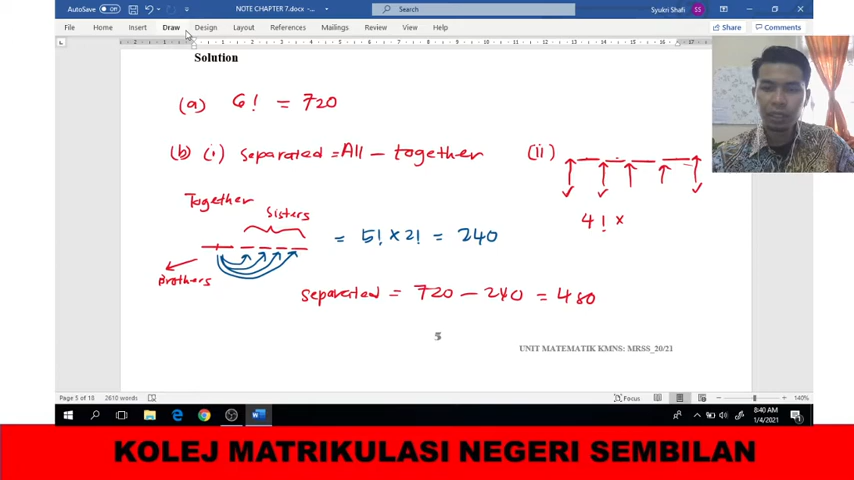 AutoSave Off NOTE CHAPTER 7.docx - ... Search Syukri Shafi SS
File Home Insert Draw Design Layout References Mailings Review View Help Share Comments
Solution
(a) 6! = 720
(b) (i) separated = All - together
(ii)
4! ×
Together
Sisters
Brothers
= 5! × 2! = 240
separated = 720 - 240 = 480
5
UNIT MATEMATIK KMNS: MRSS_20/21
Page 5 of 10 2610 words Focus 140%
8:40 AM
1/4/2021
KOLEJ MATRIKULASI NEGERI SEMBILAN